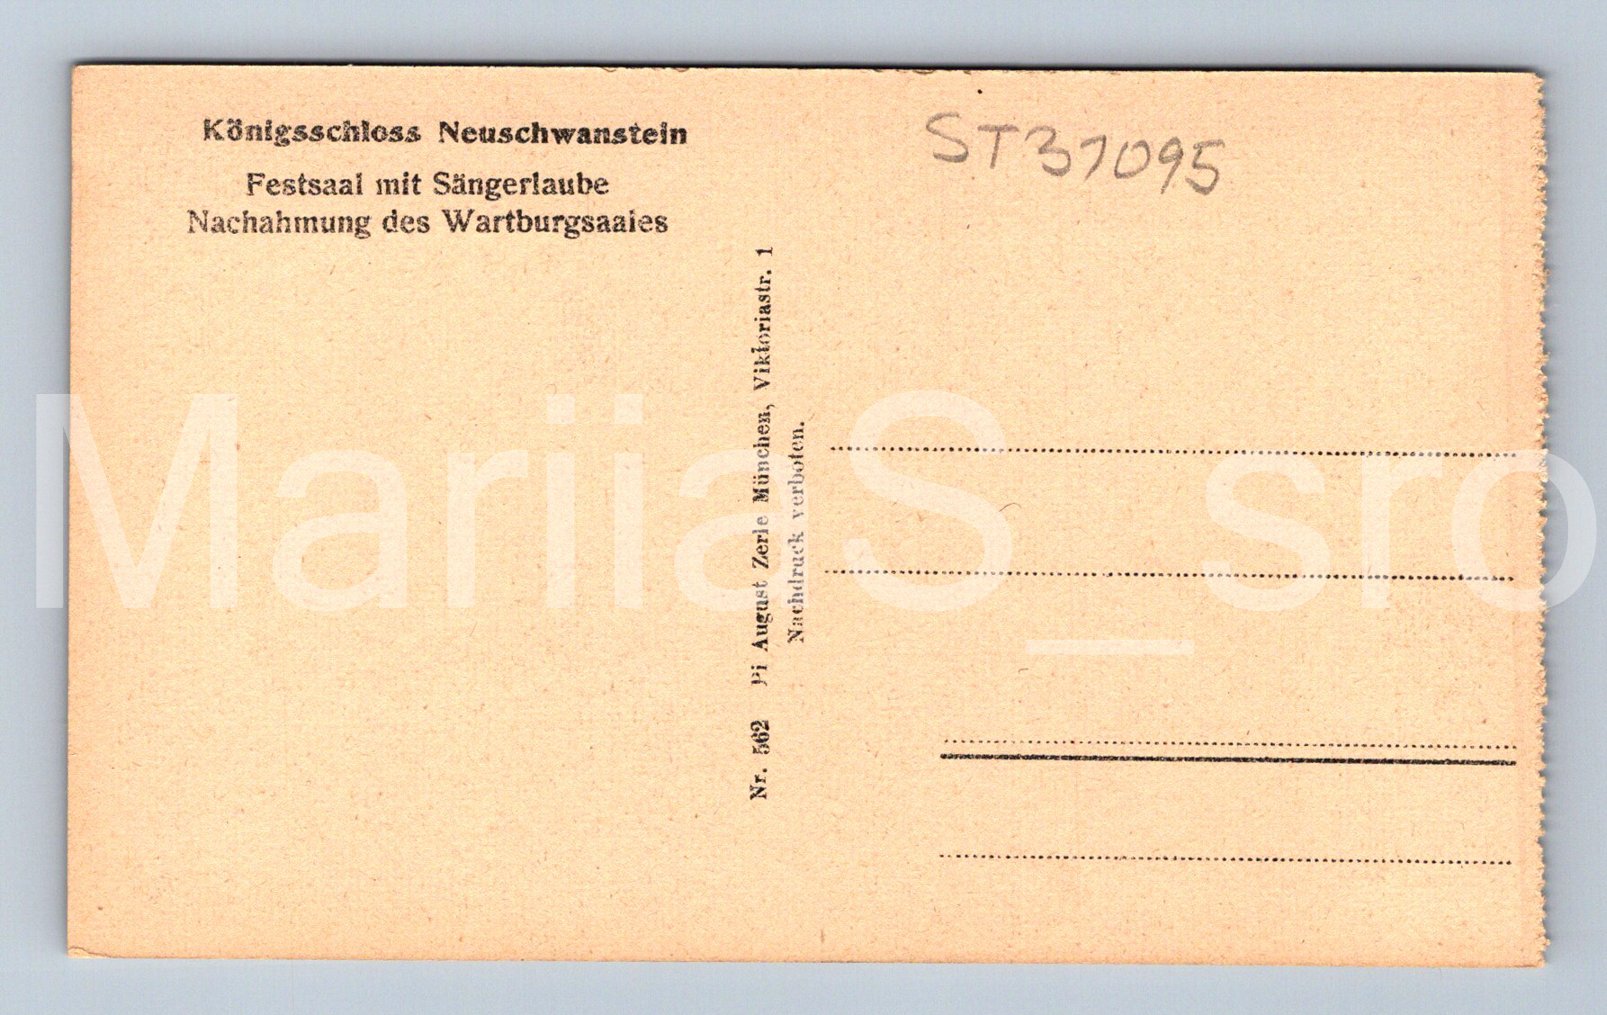 Königsschloss Neuschwanstein
Festsaal mit Sängerlaube
Nachahmung des Wartburgsaales
ST37095
Nr. 562 Pi August Zerle München, Viktoriastr. 1
Nachdruck verboten.
MariiaS_sro